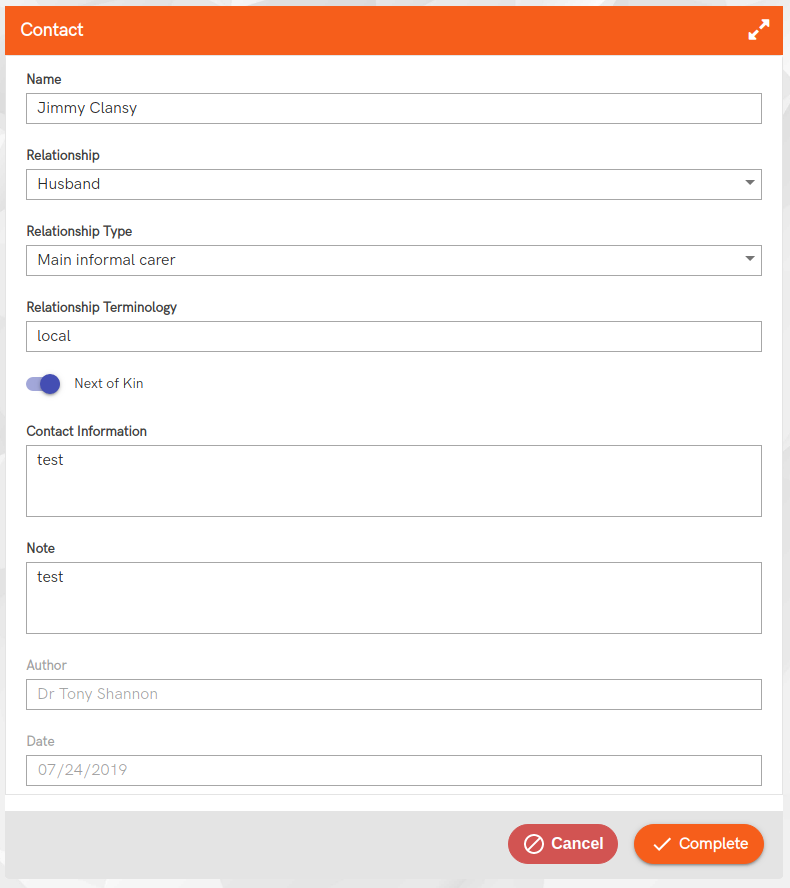 Contact
Name
Jimmy Clansy
Relationship
Husband
Relationship Type
Main informal carer
Relationship Terminology
local
Next of Kin
Contact Information
test
Note
test
Author
Dr Tony Shannon
Date
07/24/2019
Cancel
Complete